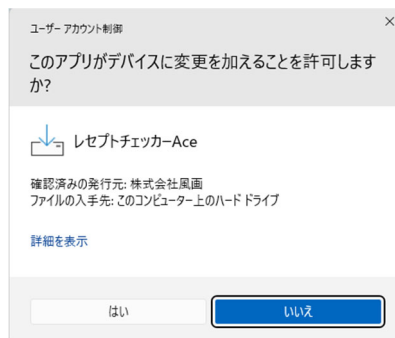 ユーザー アカウント制御
このアプリがデバイスに変更を加えることを許可します
か?
レセプトチェッカーAce
確認済みの発行元: 株式会社風画
ファイルの入手先: このコンピューター上のハード ドライブ
詳細を表示
はい
いいえ